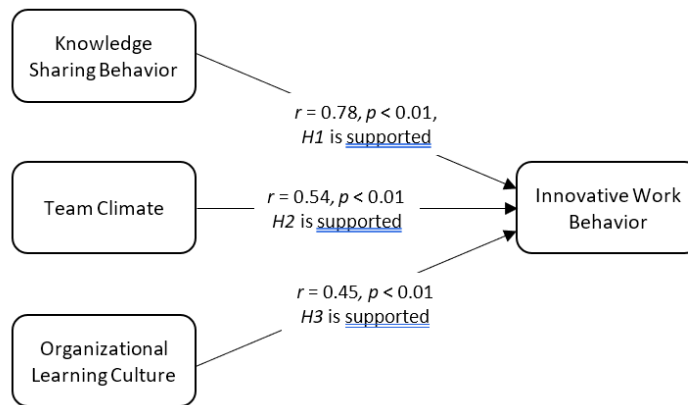 Knowledge
Sharing Behavior
r = 0.78, p < 0.01,
H1 is supported
Team Climate
r = 0.54, p < 0.01
H2 is supported
Innovative Work
Behavior
r = 0.45, p < 0.01
H3 is supported
Organizational
Learning Culture